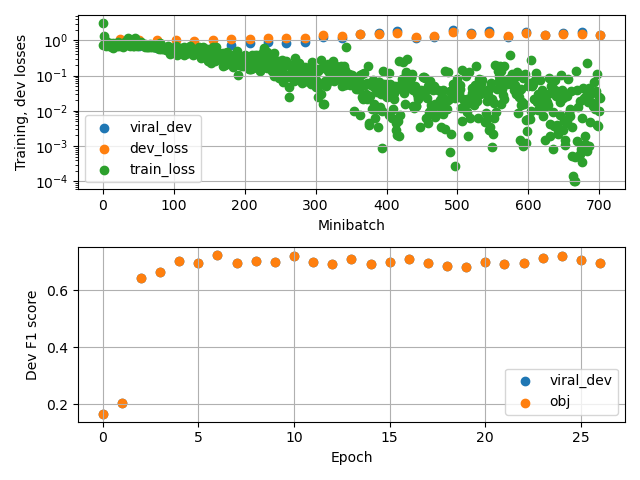 Training, dev losses
10⁰
10⁻¹
10⁻²
10⁻³
10⁻⁴
viral_dev
dev_loss
train_loss
0 100 200 300 400 500 600 700
Minibatch
Dev F1 score
0.6
0.4
0.2
viral_dev
obj
0 5 10 15 20 25
Epoch